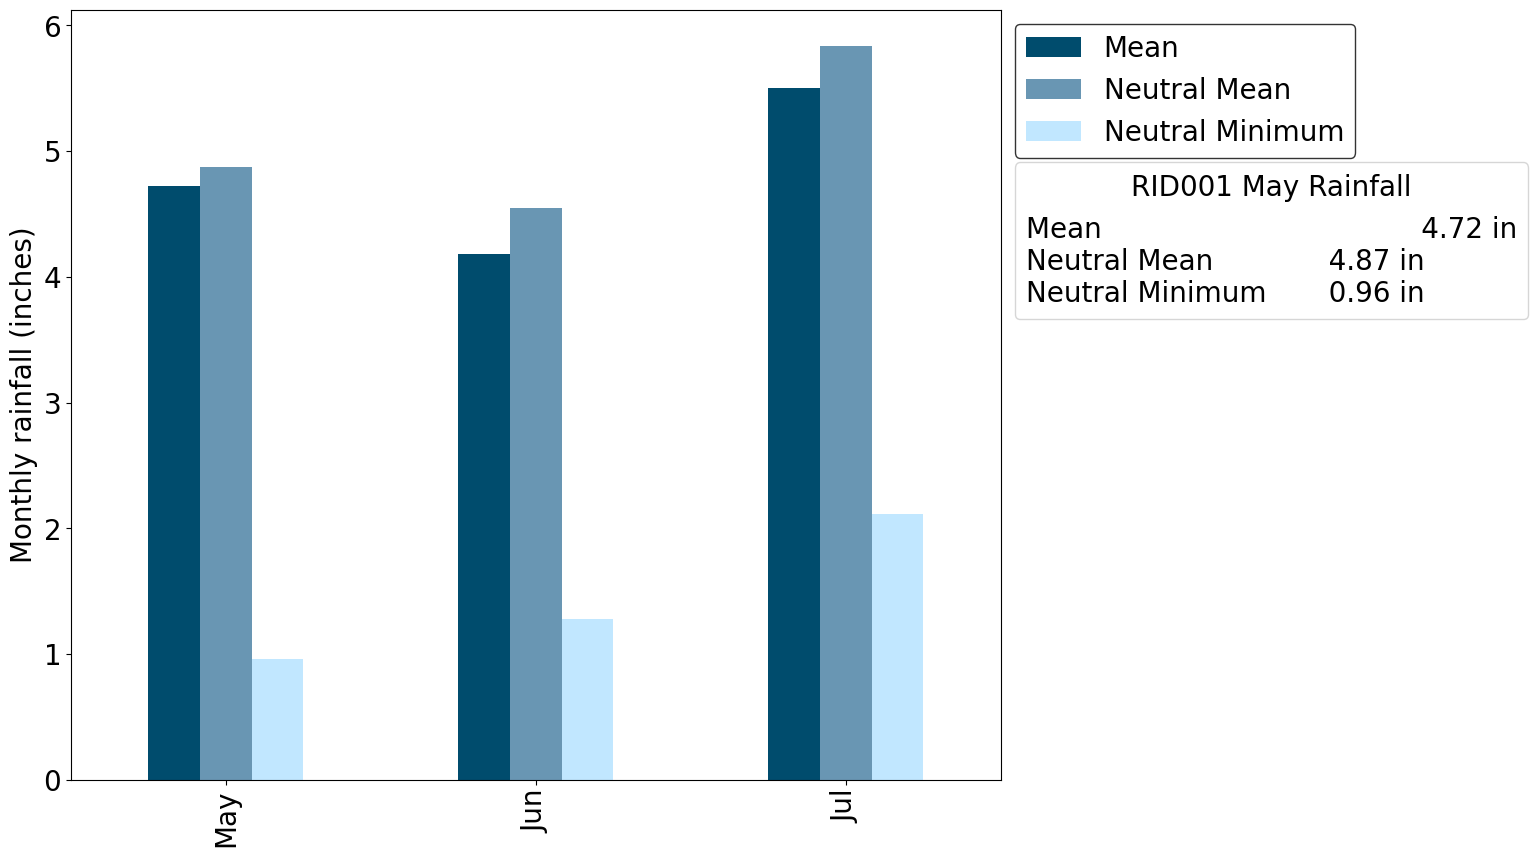 6
5
4
3
2
1
0
Monthly rainfall (inches)
May
Jun
Jul
Mean
Neutral Mean
Neutral Minimum
RID001 May Rainfall
Mean 4.72 in
Neutral Mean 4.87 in
Neutral Minimum 0.96 in